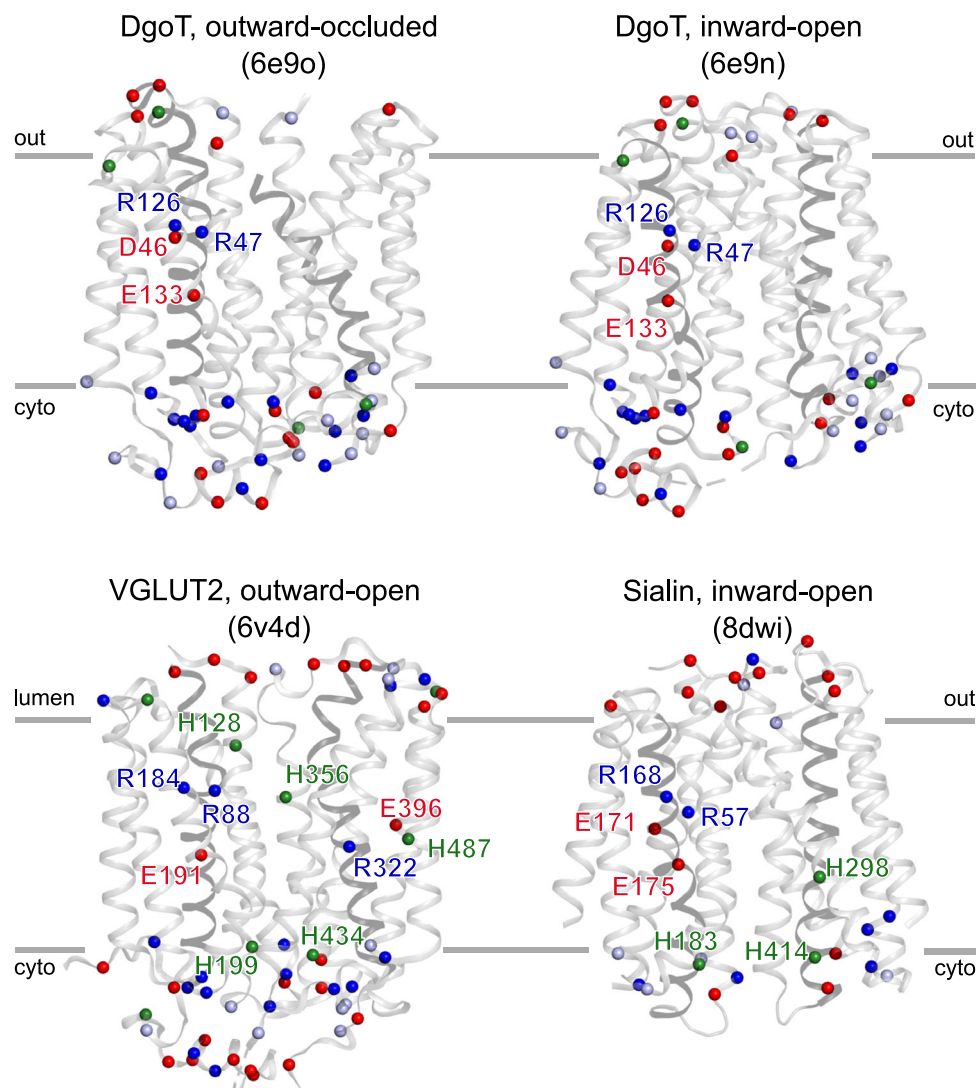 DgoT, outward-occluded
(6e9o)
DgoT, inward-open
(6e9n)
out
out
R126
D46
R47
E133
R126
D46
R47
E133
cyto
cyto
VGLUT2, outward-open
(6v4d)
Sialin, inward-open
(8dwi)
lumen
out
H128
R184
R88
H356
E396
H487
R322
E191
H434
H199
R168
R57
E171
E175
H298
H183
H414
cyto
cyto